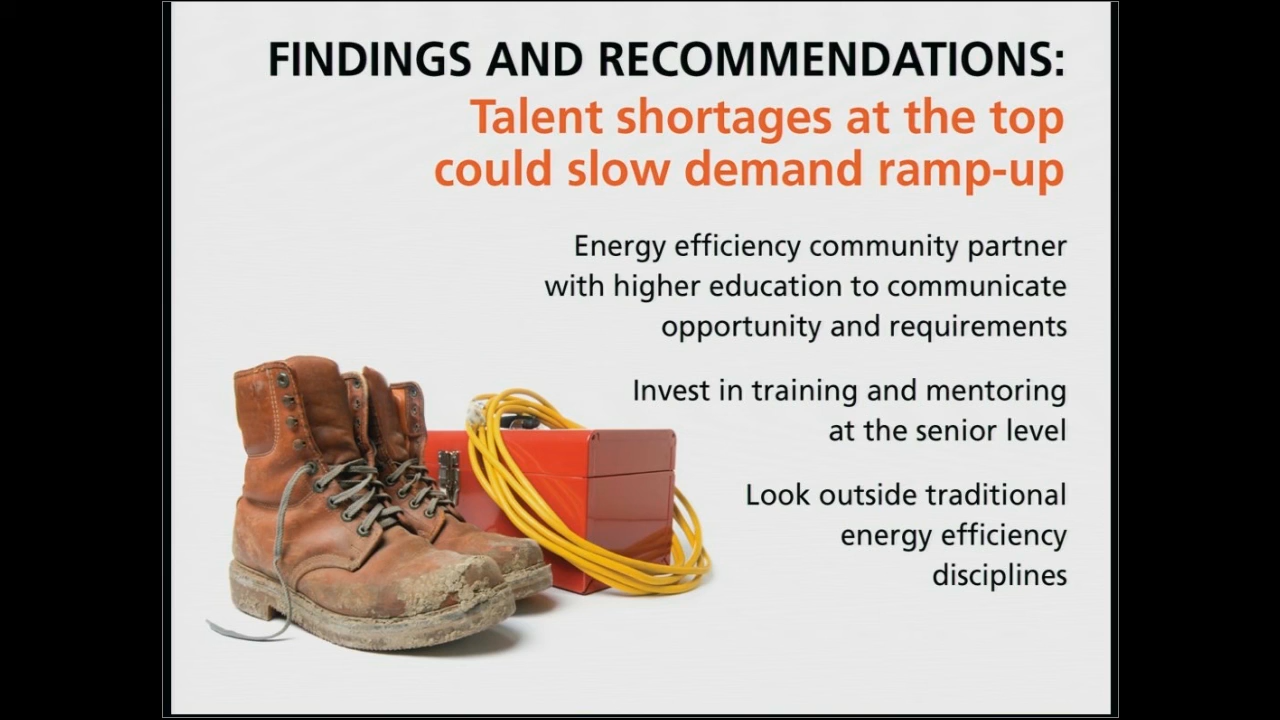 FINDINGS AND RECOMMENDATIONS:
Talent shortages at the top
could slow demand ramp-up
Energy efficiency community partner
with higher education to communicate
opportunity and requirements
Invest in training and mentoring
at the senior level
Look outside traditional
energy efficiency
disciplines